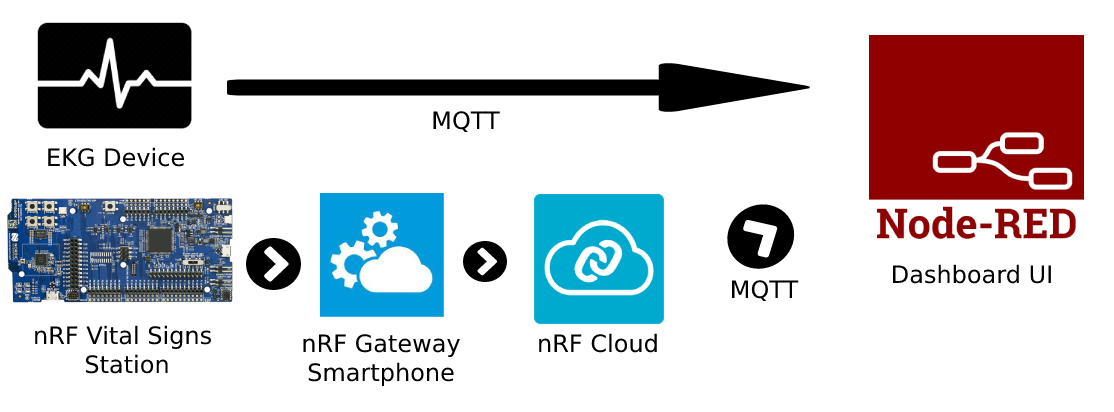 MQTT
EKG Device
Node-RED
Dashboard UI
MQTT
nRF Vital Signs
Station
nRF Gateway
Smartphone
nRF Cloud